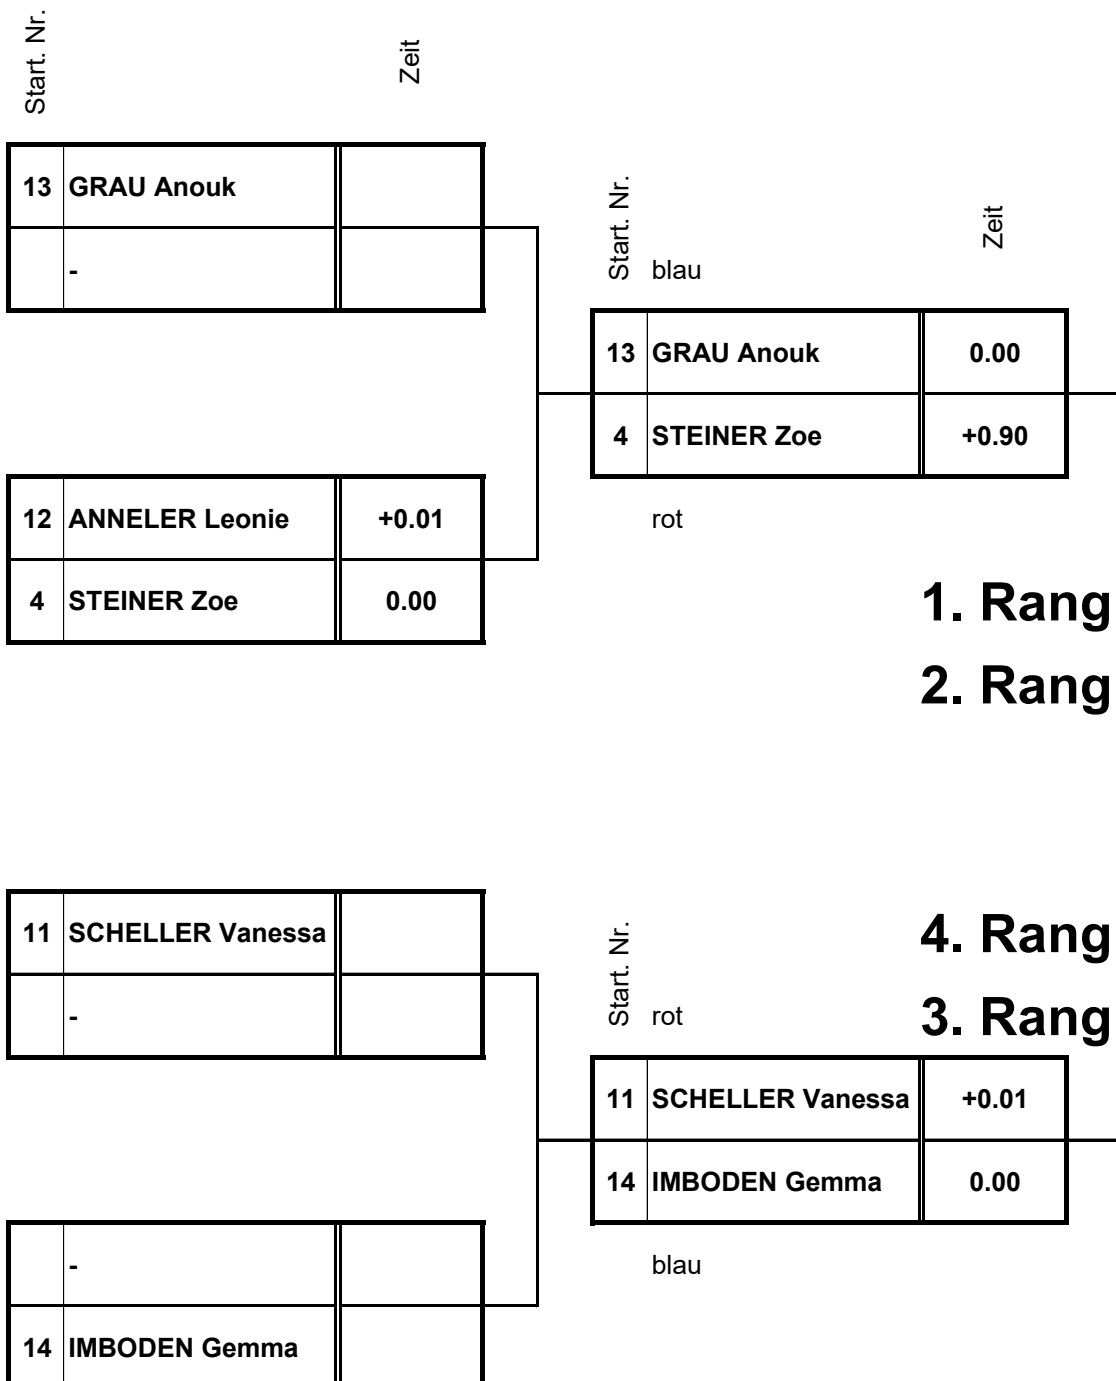 Start. Nr.
Zeit
13 GRAU Anouk
-
Start. Nr.
blau
Zeit
13 GRAU Anouk 0.00
4 STEINER Zoe +0.90
rot
12 ANNELER Leonie +0.01
4 STEINER Zoe 0.00
1. Rang
2. Rang
11 SCHELLER Vanessa
-
Start. Nr.
rot
4. Rang
3. Rang
11 SCHELLER Vanessa +0.01
14 IMBODEN Gemma 0.00
blau
-
14 IMBODEN Gemma